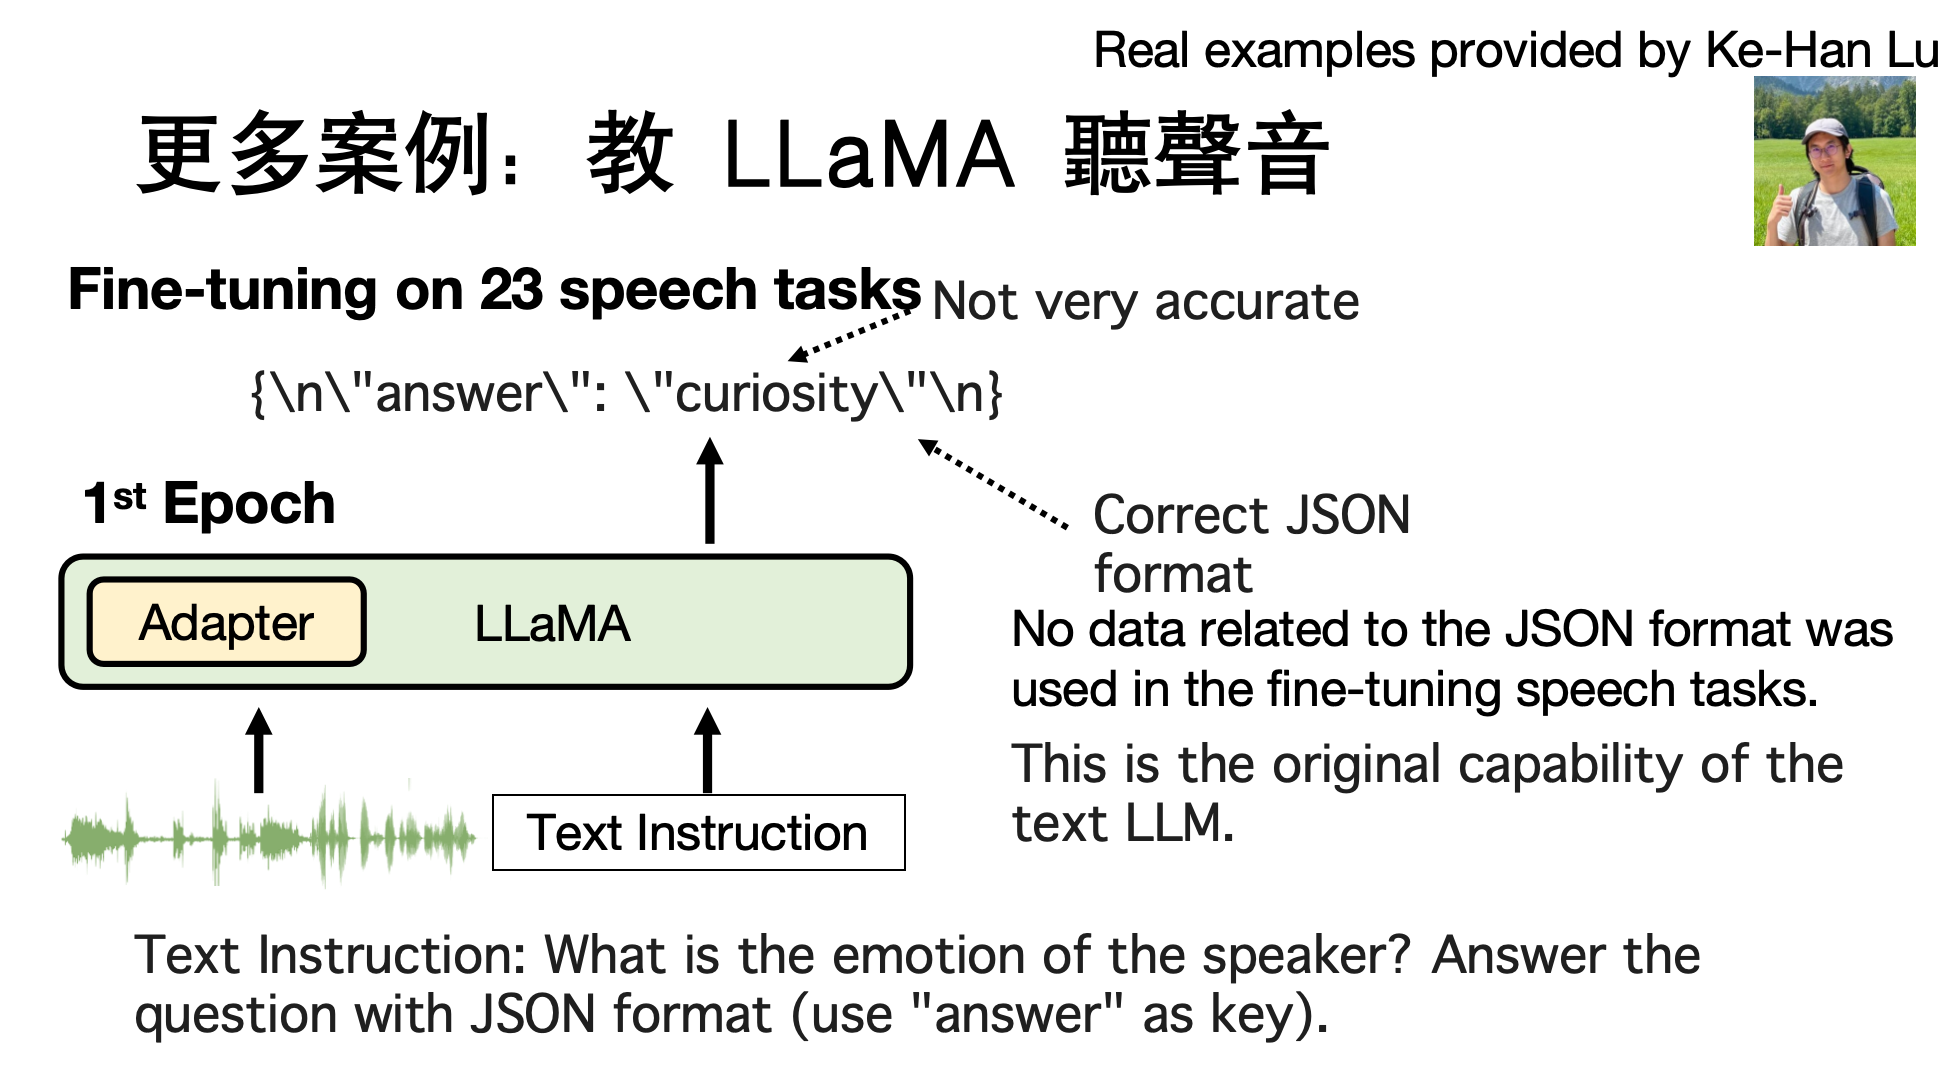 Real examples provided by Ke-Han Lu
更多案例：教 LLaMA 聽聲音
Fine-tuning on 23 speech tasks
Not very accurate
{\n\"answer\": \"curiosity\"\n}
1st Epoch
Correct JSON
format
Adapter
LLaMA
No data related to the JSON format was
used in the fine-tuning speech tasks.
This is the original capability of the
text LLM.
Text Instruction
Text Instruction: What is the emotion of the speaker? Answer the
question with JSON format (use "answer" as key).